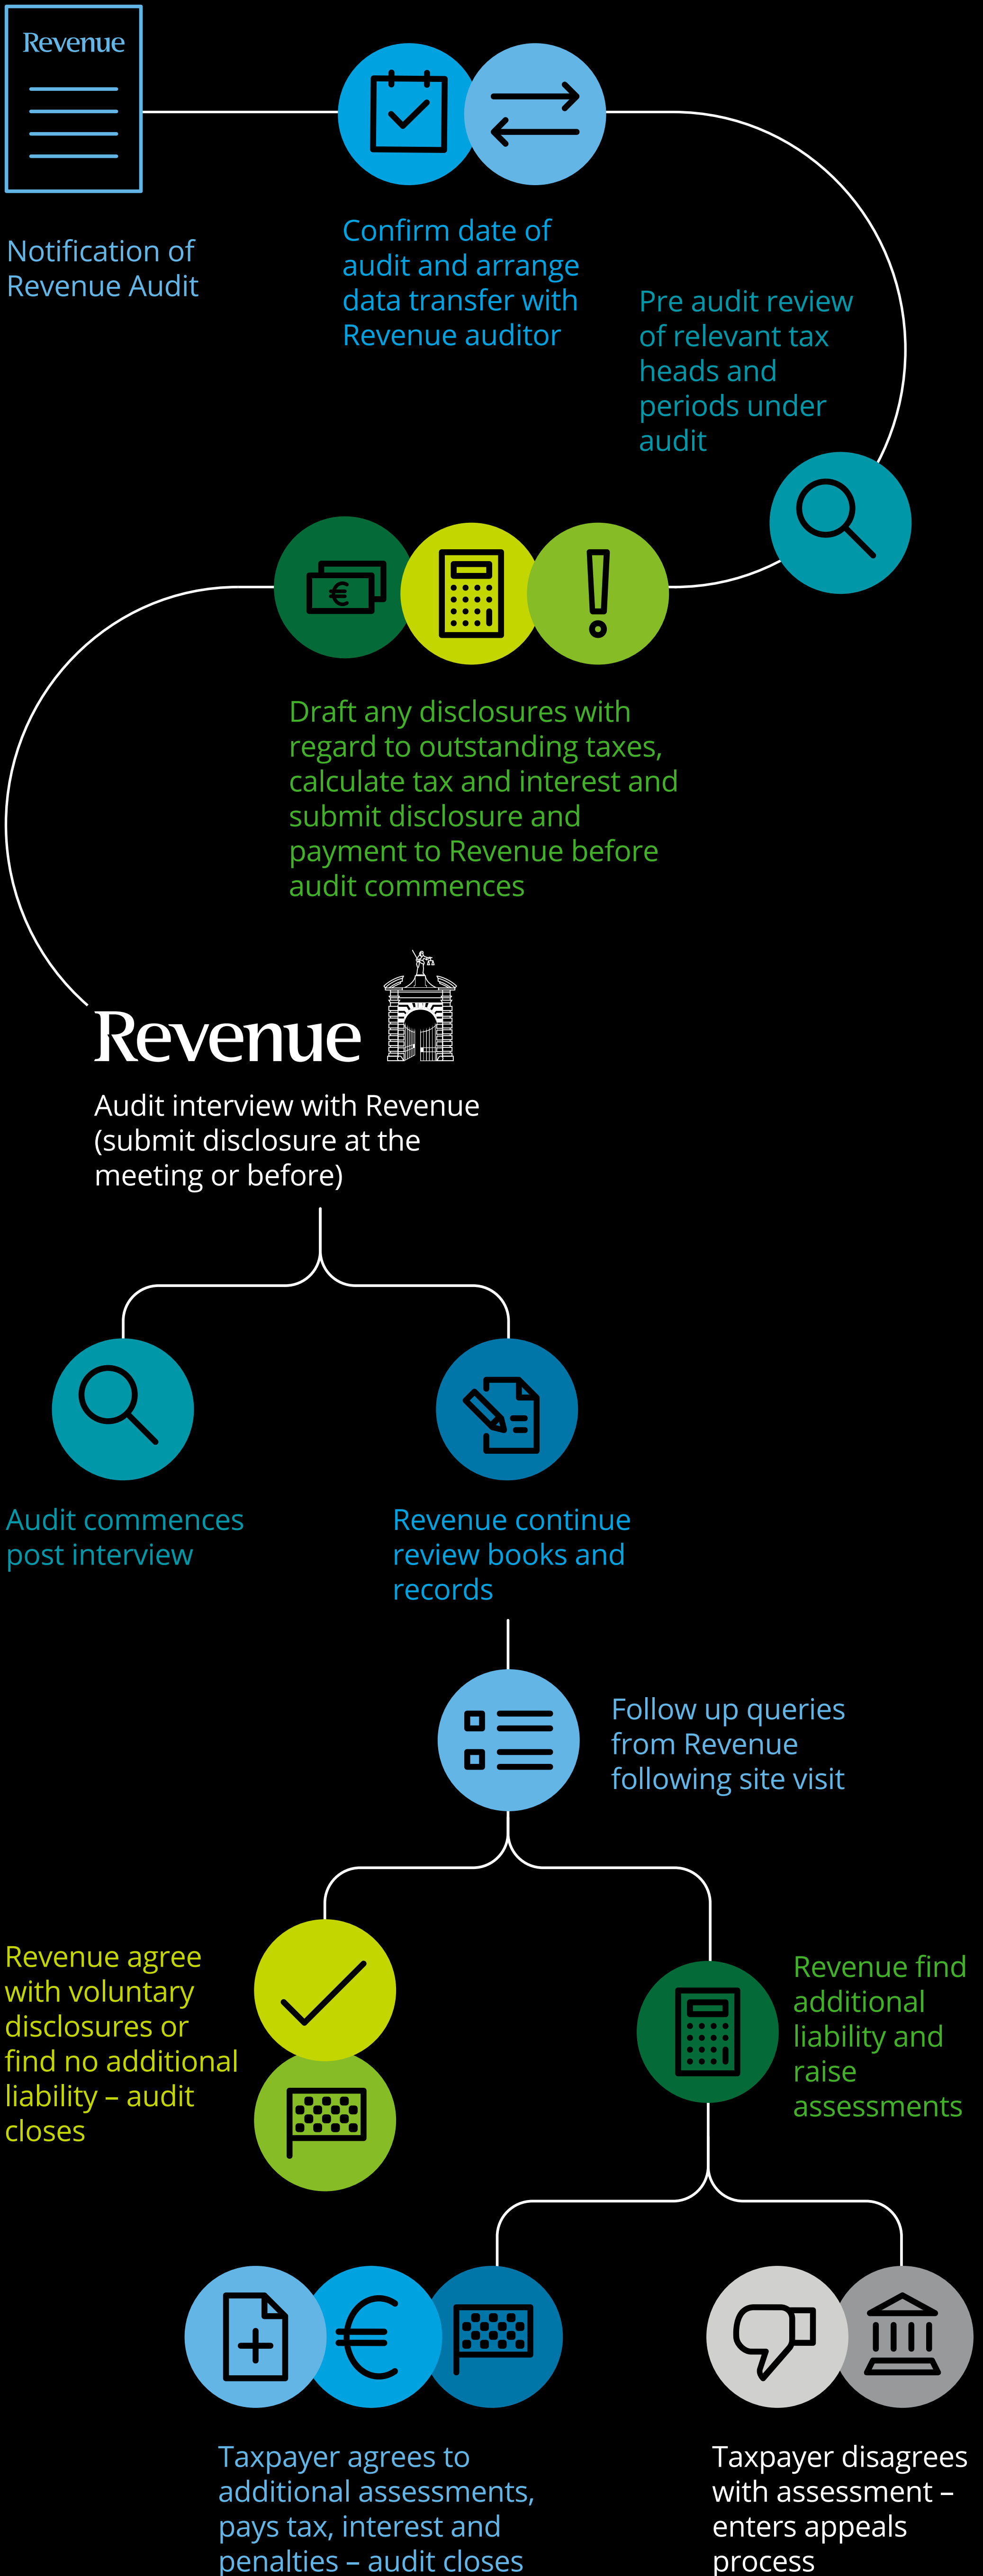 Revenue
Notification of
Revenue Audit
Confirm date of
audit and arrange
data transfer with
Revenue auditor
Pre audit review
of relevant tax
heads and
periods under
audit
€
Draft any disclosures with
regard to outstanding taxes,
calculate tax and interest and
submit disclosure and
payment to Revenue before
audit commences
Revenue
Audit interview with Revenue
(submit disclosure at the
meeting or before)
Audit commences
post interview
Revenue continue
review books and
records
Follow up queries
from Revenue
following site visit
Revenue agree
with voluntary
disclosures or
find no additional
liability – audit
closes
Revenue find
additional
liability and
raise
assessments
€
Taxpayer agrees to
additional assessments,
pays tax, interest and
penalties – audit closes
Taxpayer disagrees
with assessment –
enters appeals
process